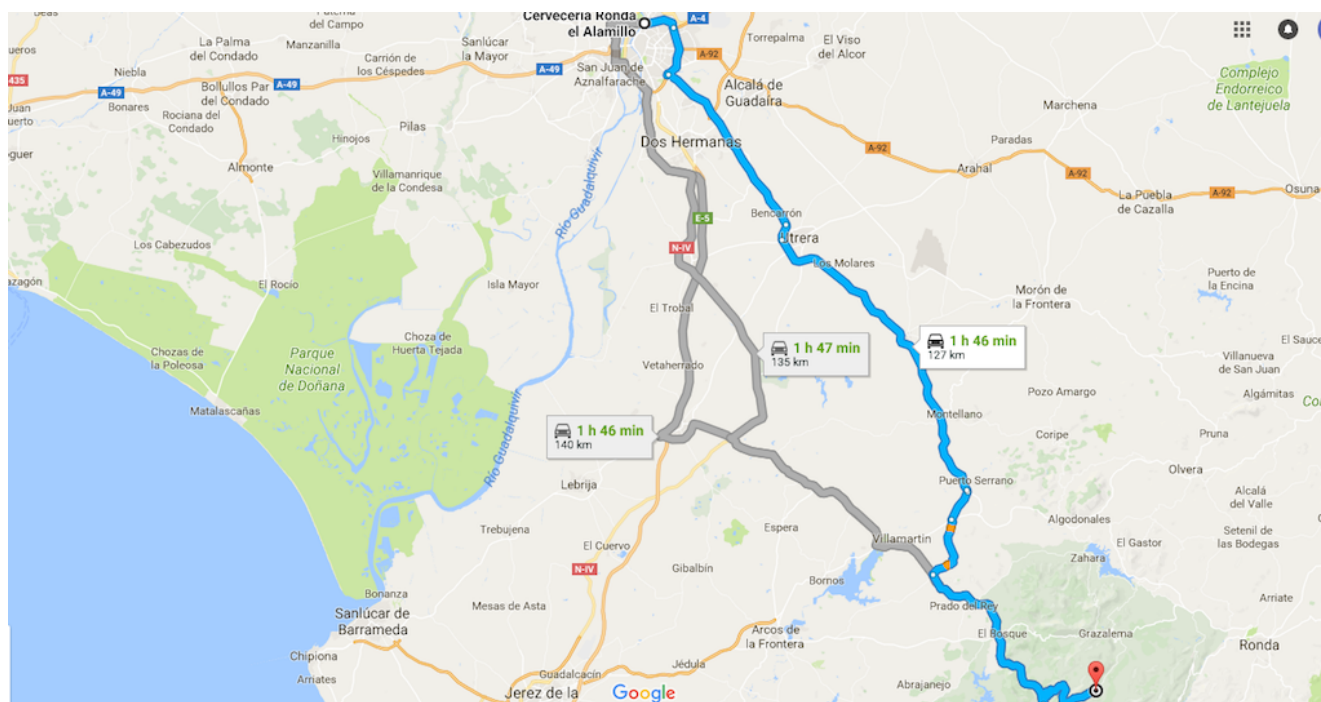 Cervecería Ronda
el Alamillo
A-4
Torrepalma
El Viso
del Alcor
del Campo
La Palma
del Condado
Manzanilla
Carrión de
los Céspedes
Sanlúcar
la Mayor
A-92
A-49
San Juan de
Aznalfarache
Niebla
A-49
Bollullos Par
del Condado
A-49
Bonares
Rociana del
Condado
Hinojos
Pilas
Alcalá de
Guadaíra
Complejo
Endorreico
de Lantejuela
Marchena
Paradas
Arahal
A-92
A-92
A-92
Osuna
La Puebla
de Cazalla
Dos Hermanas
Almonte
Villamanrique
de la Condesa
Río Guadalquivir
Bencarrón
Utrera
Los Molares
E-5
N-IV
Los Cabezudos
El Rocío
Isla Mayor
El Trobal
Morón de
la Frontera
Puerto de
la Encina
Chozas de
la Poleosa
Choza de
Huerta Tejada
Parque
Nacional
de Doñana
Matalascañas
Vetaherrado
1 h 47 min
135 km
1 h 46 min
127 km
El Sauce
Villanueva
de San Juan
Algámitas
Pozo Amargo
Montellano
Coripe
Pruna
1 h 46 min
140 km
Río Guadalquivir
Lebrija
Puerto Serrano
Olvera
Alcalá
del Valle
Trebujena
Espera
Villamartín
Algodonales
Setenil de
las Bodegas
El Cuervo
El Gastor
Zahara
N-IV
Gibalbín
Bornos
Bonanza
Mesas de Asta
Prado del Rey
Arriate
Sanlúcar de
Barrameda
Arcos de
la Frontera
El Bosque
Grazalema
Ronda
Chipiona
Arriates
Guadalcacín
Jédula
Abrajanejo
Jerez de la
Google